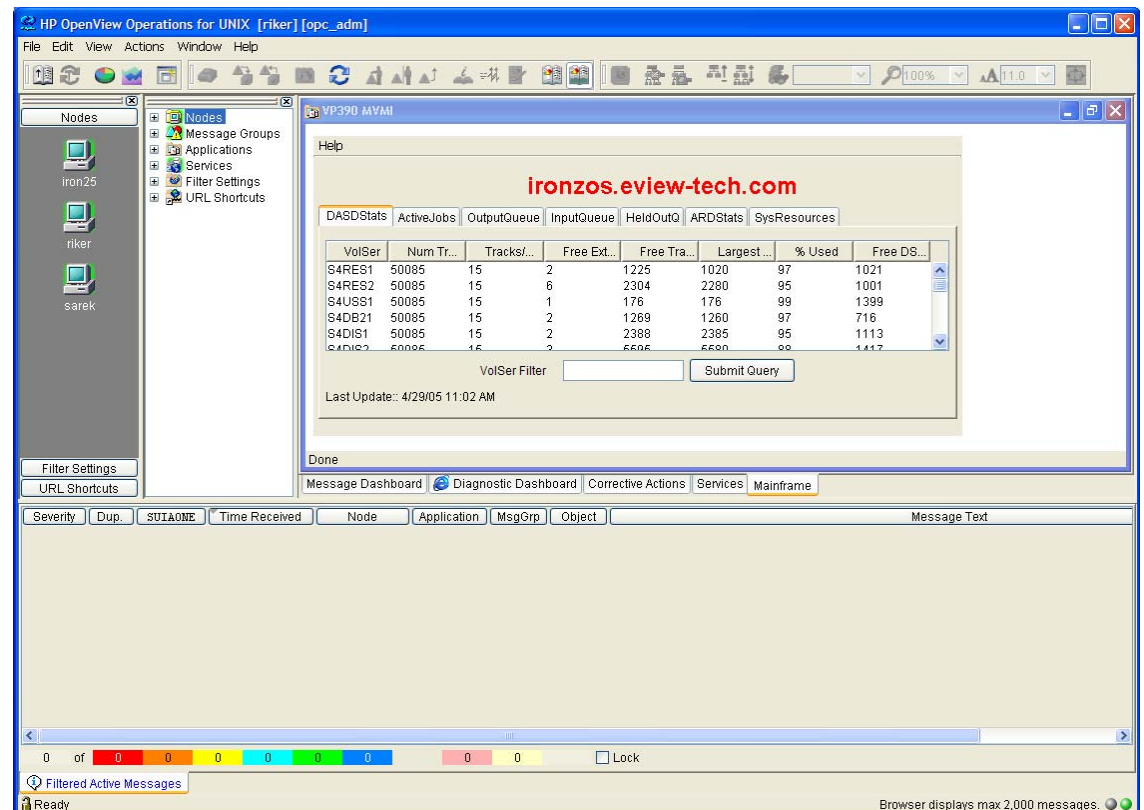 HP OpenView Operations for UNIX [riker] [opc_adm]
File Edit View Actions Window Help
100% 11.0
Nodes
iron25
riker
sarek
Filter Settings
URL Shortcuts
Nodes
Message Groups
Applications
Services
Filter Settings
URL Shortcuts
VP390 MVMI
Help
ironzos.eview-tech.com
DASDStats ActiveJobs OutputQueue InputQueue HeldOutQ ARDStats SysResources
VolSer Num Tr... Tracks/... Free Ext... Free Tra... Largest ... % Used Free DS...
S4RES1 50085 15 2 1225 1020 97 1021
S4RES2 50085 15 6 2304 2280 95 1001
S4USS1 50085 15 1 176 176 99 1399
S4DB21 50085 15 2 1269 1260 97 716
S4DIS1 50085 15 2 2388 2385 95 1113
VolSer Filter Submit Query
Last Update:: 4/29/05 11:02 AM
Done
Message Dashboard Diagnostic Dashboard Corrective Actions Services Mainframe
Severity Dup. SUIAONE Time Received Node Application MsgGrp Object Message Text
0 of 0 0 0 0 0 0 0 0 Lock
Filtered Active Messages
Ready Browser displays max 2,000 messages.